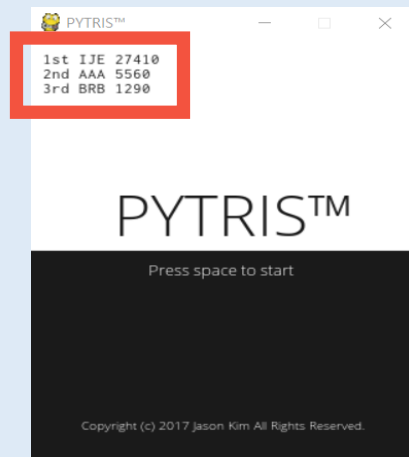 PYTRIS™
1st IJE 27410
2nd AAA 5560
3rd BRB 1290
PYTRIS™
Press space to start
Copyright (c) 2017 Jason Kim All Rights Reserved.